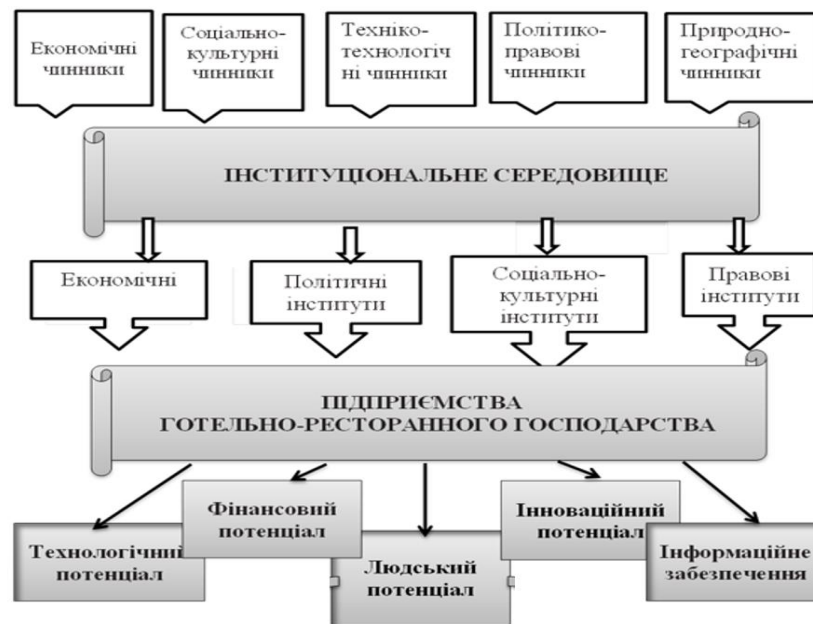 Економічні
чинники
Соціально-
культурні
чинники
Техніко-
технологіч
ні чинники
Політико-
правові
чинники
Природно-
географічні
чинники
ІНСТИТУЦІОНАЛЬНЕ СЕРЕДОВИЩЕ
Економічні
Політичні
інститути
Соціально-
культурні
інститути
Правові
інститути
ПІДПРИЄМСТВА
ГОТЕЛЬНО-РЕСТОРАННОГО ГОСПОДАРСТВА
Технологічний
потенціал
Фінансовий
потенціал
Людський
потенціал
Інноваційний
потенціал
Інформаційне
забезпечення